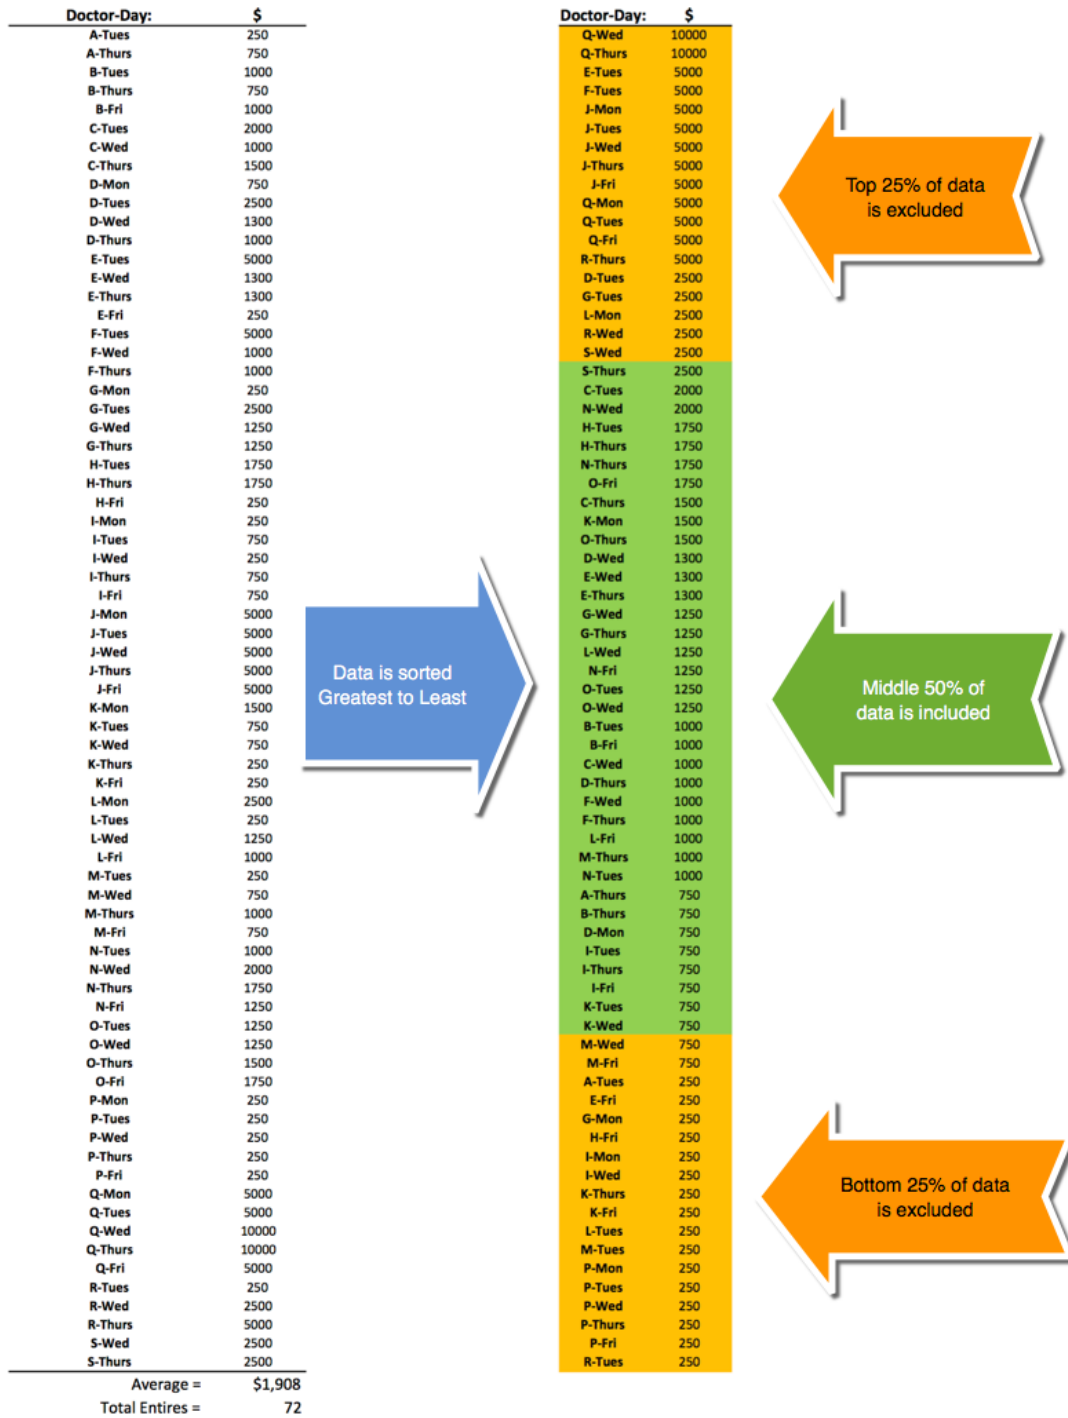 Doctor-Day: $
A-Tues 250
A-Thurs 750
B-Tues 1000
B-Thurs 750
B-Fri 1000
C-Tues 2000
C-Wed 1000
C-Thurs 1500
D-Mon 750
D-Tues 2500
D-Wed 1300
D-Thurs 1000
E-Tues 5000
E-Wed 1300
E-Thurs 1300
E-Fri 250
F-Tues 5000
F-Wed 1000
F-Thurs 1000
G-Mon 250
G-Tues 2500
G-Wed 1250
G-Thurs 1250
H-Tues 1750
H-Thurs 1750
H-Fri 250
I-Mon 250
I-Tues 750
I-Wed 250
I-Thurs 750
I-Fri 750
J-Mon 5000
J-Tues 5000
J-Wed 5000
J-Thurs 5000
J-Fri 5000
K-Mon 1500
K-Tues 750
K-Wed 750
K-Thurs 250
K-Fri 250
L-Mon 2500
L-Tues 250
L-Wed 1250
L-Fri 1000
M-Tues 250
M-Wed 750
M-Thurs 1000
M-Fri 750
N-Tues 1000
N-Wed 2000
N-Thurs 1750
N-Fri 1250
O-Tues 1250
O-Wed 1250
O-Thurs 1500
O-Fri 1750
P-Mon 250
P-Tues 250
P-Wed 250
P-Thurs 250
P-Fri 250
Q-Mon 5000
Q-Tues 5000
Q-Wed 10000
Q-Thurs 10000
Q-Fri 5000
R-Tues 250
R-Wed 2500
R-Thurs 5000
S-Wed 2500
S-Thurs 2500
Average = $1,908
Total Entires = 72
Data is sorted
Greatest to Least
Doctor-Day: $
Q-Wed 10000
Q-Thurs 10000
E-Tues 5000
F-Tues 5000
J-Mon 5000
J-Tues 5000
J-Wed 5000
J-Thurs 5000
J-Fri 5000
Q-Mon 5000
Q-Tues 5000
Q-Fri 5000
R-Thurs 5000
D-Tues 2500
G-Tues 2500
L-Mon 2500
R-Wed 2500
S-Wed 2500
S-Thurs 2500
C-Tues 2000
N-Wed 2000
H-Tues 1750
H-Thurs 1750
N-Thurs 1750
O-Fri 1750
C-Thurs 1500
K-Mon 1500
O-Thurs 1500
D-Wed 1300
E-Wed 1300
E-Thurs 1300
G-Wed 1250
G-Thurs 1250
L-Wed 1250
N-Fri 1250
O-Tues 1250
O-Wed 1250
B-Tues 1000
B-Fri 1000
C-Wed 1000
D-Thurs 1000
F-Wed 1000
F-Thurs 1000
L-Fri 1000
M-Thurs 1000
N-Tues 1000
A-Thurs 750
B-Thurs 750
D-Mon 750
I-Tues 750
I-Thurs 750
I-Fri 750
K-Tues 750
K-Wed 750
M-Wed 750
M-Fri 750
A-Tues 250
E-Fri 250
G-Mon 250
H-Fri 250
I-Mon 250
I-Wed 250
K-Thurs 250
K-Fri 250
L-Tues 250
M-Tues 250
P-Mon 250
P-Tues 250
P-Wed 250
P-Thurs 250
P-Fri 250
R-Tues 250
Top 25% of data
is excluded
Middle 50% of
data is included
Bottom 25% of data
is excluded